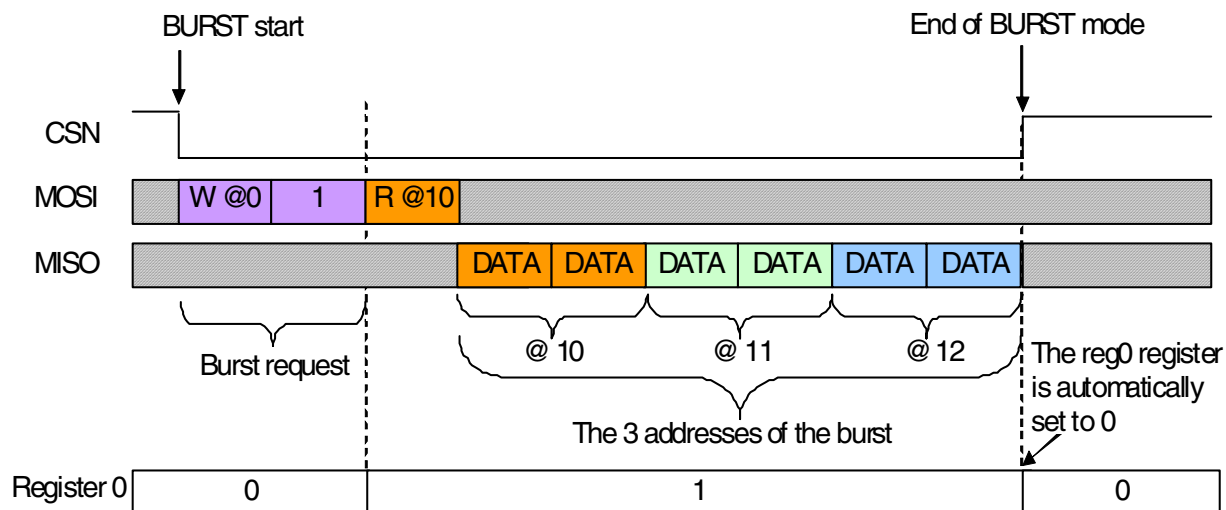 BURST start
End of BURST mode
CSN
MOSI
W @0
1
R @10
MISO
DATA
DATA
DATA
DATA
DATA
DATA
Burst request
@ 10
@ 11
@ 12
The 3 addresses of the burst
The reg0 register
is automatically
set to 0
Register 0
0
1
0